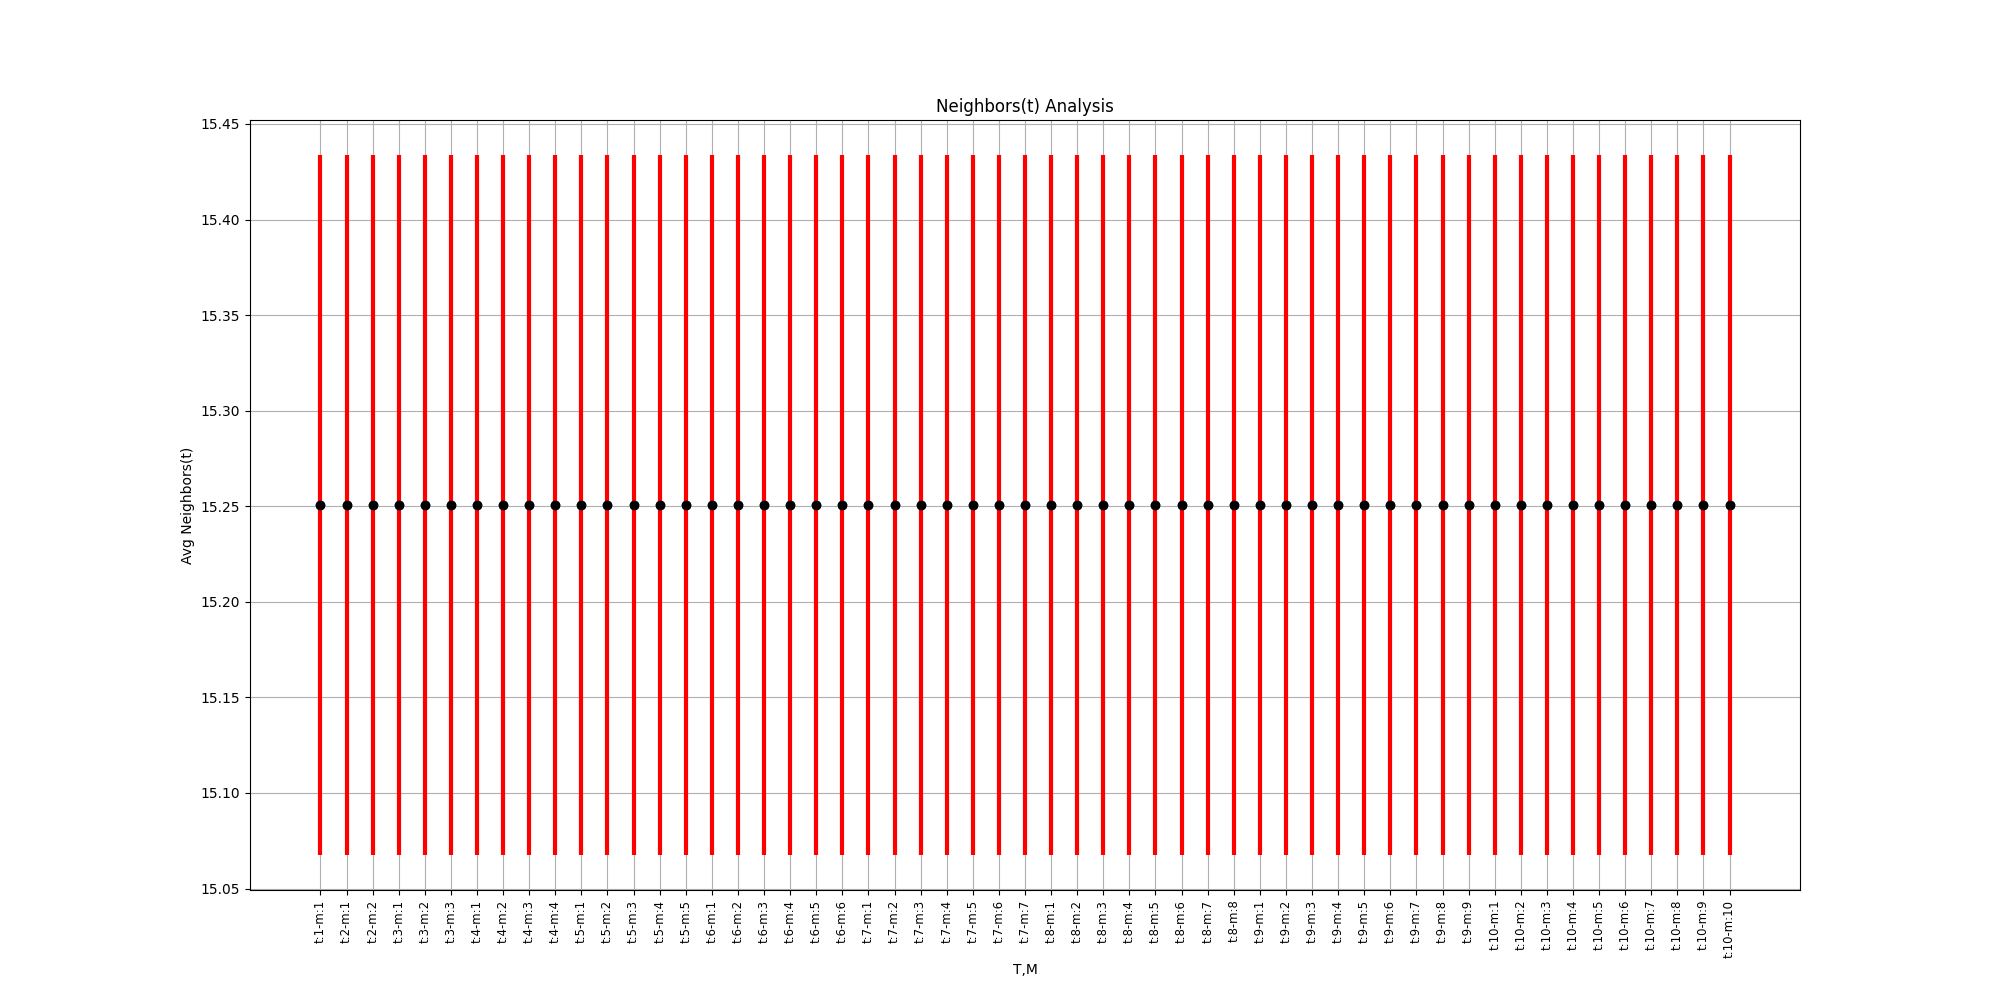 Neighbors(t) Analysis
15.45
15.40
15.35
15.30
15.25
15.20
15.15
15.10
15.05
Avg Neighbors(t)
t:1-m:1
t:2-m:1
t:2-m:2
t:3-m:1
t:3-m:2
t:3-m:3
t:4-m:1
t:4-m:2
t:4-m:3
t:4-m:4
t:5-m:1
t:5-m:2
t:5-m:3
t:5-m:4
t:5-m:5
t:6-m:1
t:6-m:2
t:6-m:3
t:6-m:4
t:6-m:5
t:6-m:6
t:7-m:1
t:7-m:2
t:7-m:3
t:7-m:4
t:7-m:5
t:7-m:6
t:7-m:7
t:8-m:1
t:8-m:2
t:8-m:3
t:8-m:4
t:8-m:5
t:8-m:6
t:8-m:7
t:8-m:8
t:9-m:1
t:9-m:2
t:9-m:3
t:9-m:4
t:9-m:5
t:9-m:6
t:9-m:7
t:9-m:8
t:9-m:9
t:10-m:1
t:10-m:2
t:10-m:3
t:10-m:4
t:10-m:5
t:10-m:6
t:10-m:7
t:10-m:8
t:10-m:9
t:10-m:10
T,M